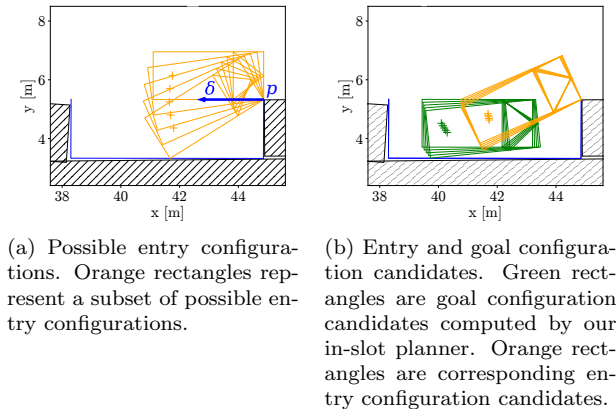 8
6
4
y [m]
δ
p
38 40 42 44
x [m]
8
6
4
y [m]
38 40 42 44
x [m]
(a) Possible entry configura-
tions. Orange rectangles rep-
resent a subset of possible en-
try configurations.
(b) Entry and goal configura-
tion candidates. Green rect-
angles are goal configuration
candidates computed by our
in-slot planner. Orange rect-
angles are corresponding en-
try configuration candidates.